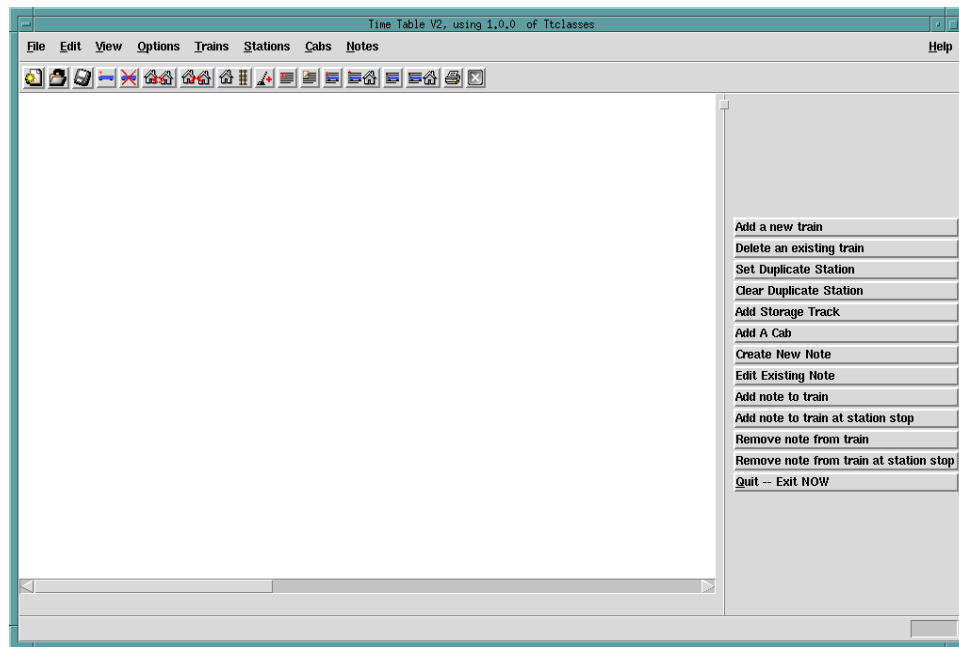 Time Table V2, using 1.0.0 of Ttclasses
File Edit View Options Trains Stations Cabs Notes Help
Add a new train
Delete an existing train
Set Duplicate Station
Clear Duplicate Station
Add Storage Track
Add A Cab
Create New Note
Edit Existing Note
Add note to train
Add note to train at station stop
Remove note from train
Remove note from train at station stop
Quit -- Exit NOW